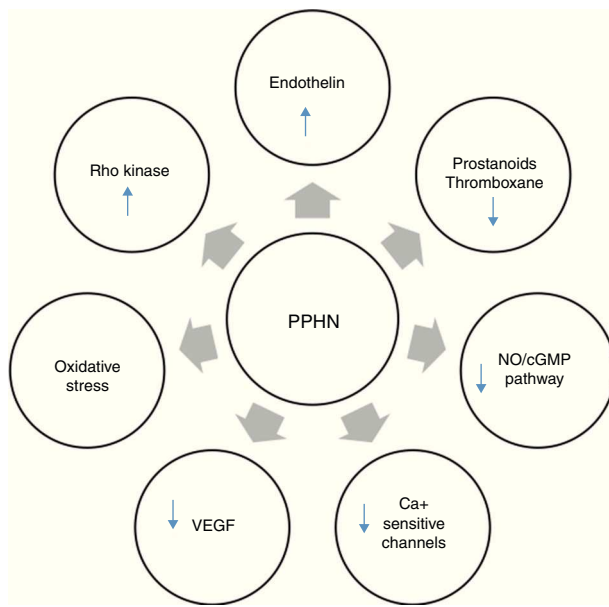 Endothelin
↑
Prostanoids
Thromboxane
↓
Rho kinase
↑
PPHN
NO/cGMP
↓ pathway
Oxidative
stress
↓ VEGF
Ca+
↓ sensitive
channels